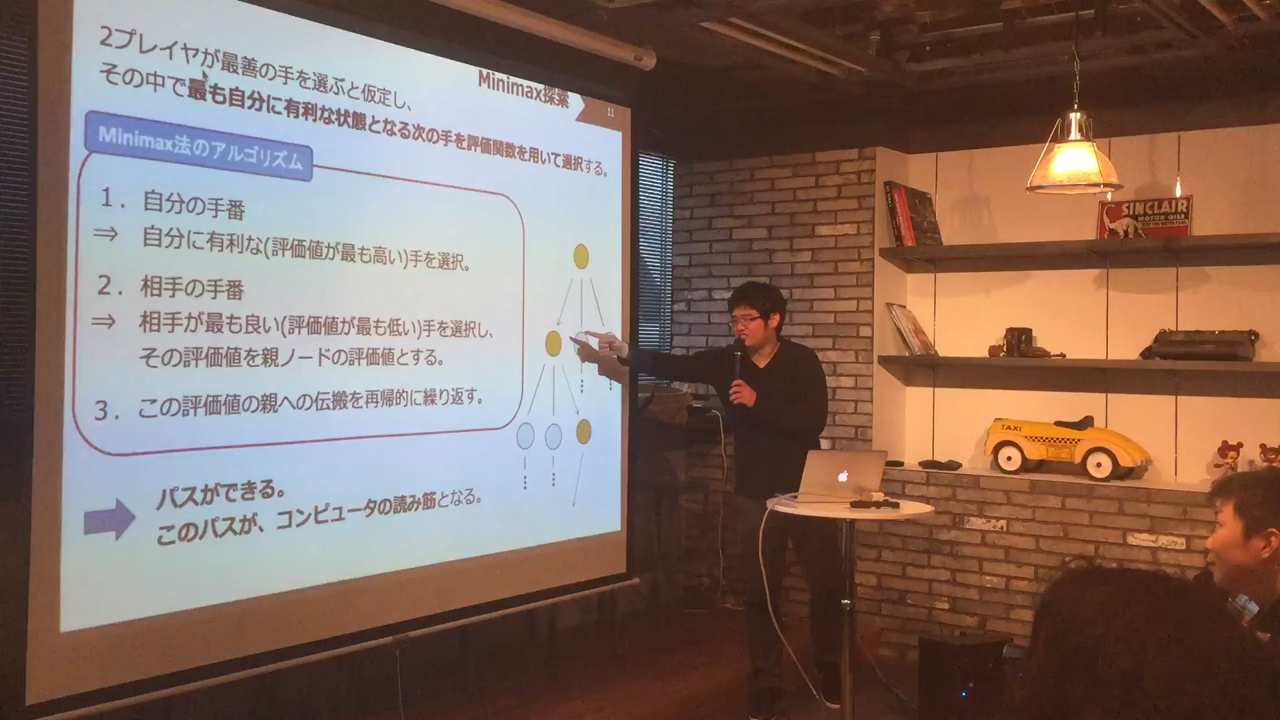 Minimax探索
11
2プレイヤが最善の手を選ぶと仮定し、
その中で最も自分に有利な状態となる次の手を評価関数を用いて選択する。
Minimax法のアルゴリズム
1. 自分の手番
⇒ 自分に有利な(評価値が最も高い)手を選択。
2. 相手の手番
⇒ 相手が最も良い(評価値が最も低い)手を選択し、
その評価値を親ノードの評価値とする。
3. この評価値の親への伝搬を再帰的に繰り返す。
パスができる。
このパスが、コンピュータの読み筋となる。
SINCLAIR
MOTOR OILS
TAXI